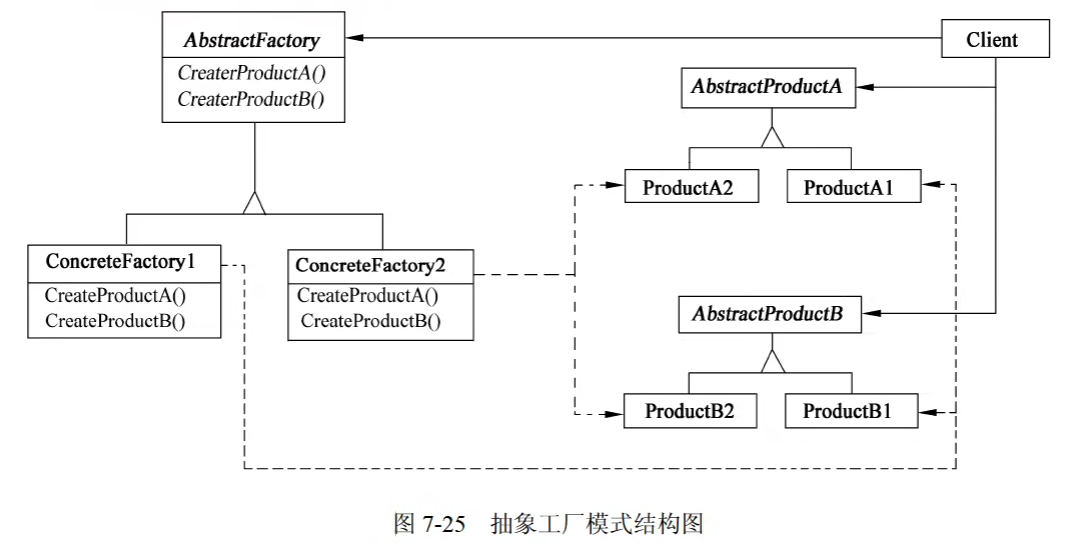 AbstractFactory
CreaterProductA()
CreaterProductB()
Client
AbstractProductA
ProductA2
ProductA1
ConcreteFactory1
CreateProductA()
CreateProductB()
ConcreteFactory2
CreateProductA()
CreateProductB()
AbstractProductB
ProductB2
ProductB1
图 7-25 抽象工厂模式结构图